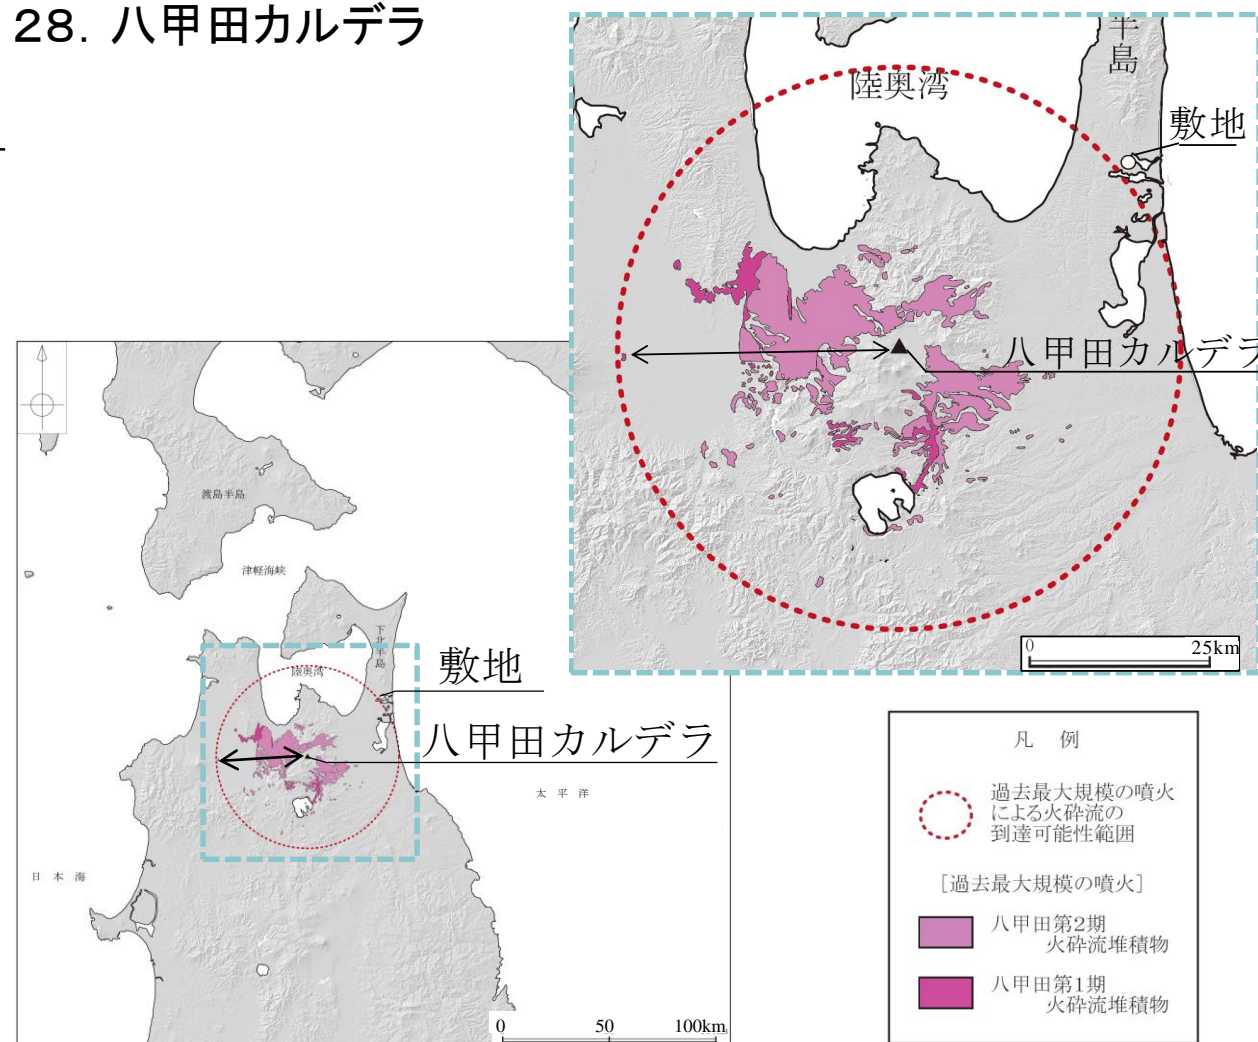 28. 八甲田カルデラ
半島
陸奥湾
敷地
八甲田カルデラ
0 25km
渡島半島
津軽海峡
下北半島
陸奥湾
敷地
八甲田カルデラ
太平洋
日本海
0 50 100km
凡 例
過去最大規模の噴火
による火砕流の
到達可能性範囲
[過去最大規模の噴火]
八甲田第2期
火砕流堆積物
八甲田第1期
火砕流堆積物